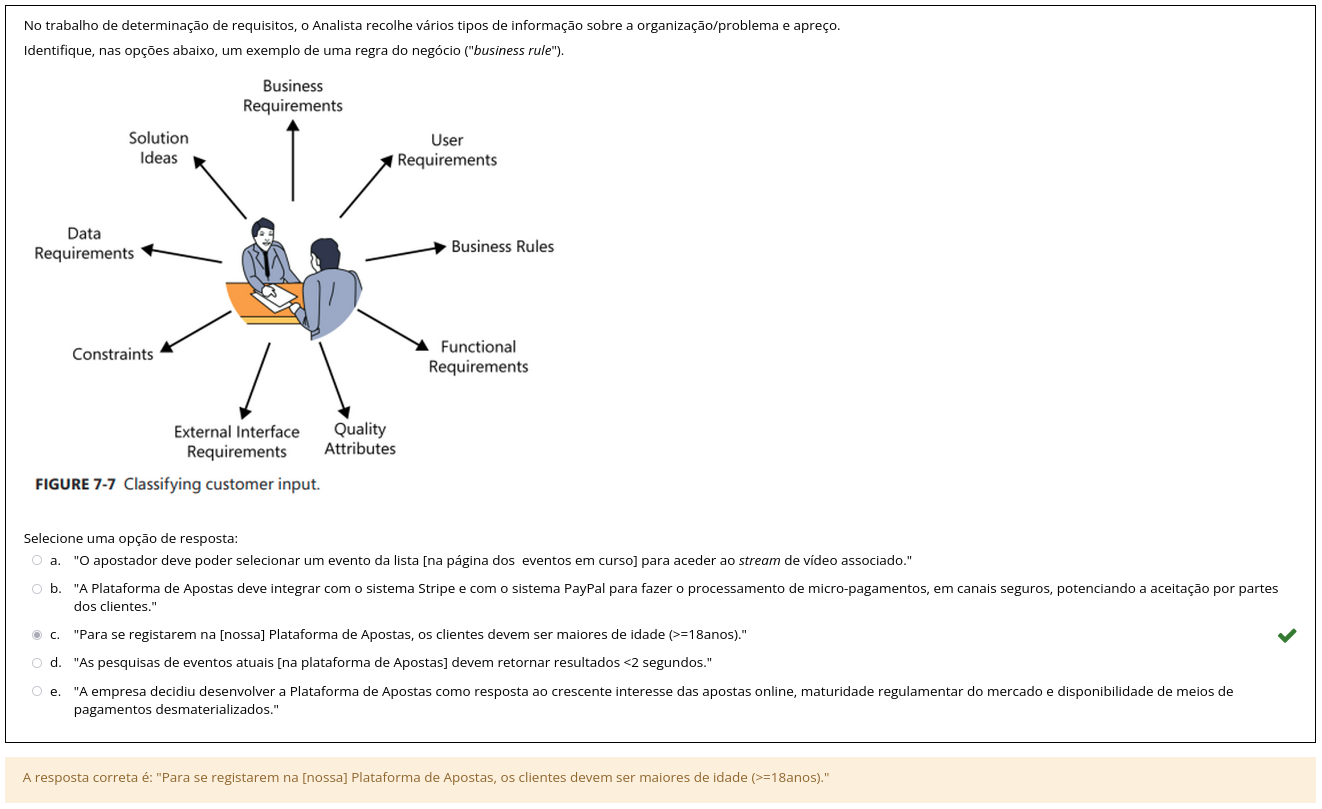 No trabalho de determinação de requisitos, o Analista recolhe vários tipos de informação sobre a organização/problema e apreço.
Identifique, nas opções abaixo, um exemplo de uma regra do negócio ("business rule").
Business
Requirements
Solution
Ideas
User
Requirements
Data
Requirements
Business Rules
Constraints
Functional
Requirements
External Interface
Requirements
Quality
Attributes
FIGURE 7-7 Classifying customer input.
Selecione uma opção de resposta:
a. "O apostador deve poder selecionar um evento da lista [na página dos eventos em curso] para aceder ao stream de vídeo associado."
b. "A Plataforma de Apostas deve integrar com o sistema Stripe e com o sistema PayPal para fazer o processamento de micro-pagamentos, em canais seguros, potenciando a aceitação por partes
dos clientes."
c. "Para se registarem na [nossa] Plataforma de Apostas, os clientes devem ser maiores de idade (>=18anos)."
d. "As pesquisas de eventos atuais [na plataforma de Apostas] devem retornar resultados <2 segundos."
e. "A empresa decidiu desenvolver a Plataforma de Apostas como resposta ao crescente interesse das apostas online, maturidade regulamentar do mercado e disponibilidade de meios de
pagamentos desmaterializados."
A resposta correta é: "Para se registarem na [nossa] Plataforma de Apostas, os clientes devem ser maiores de idade (>=18anos)."